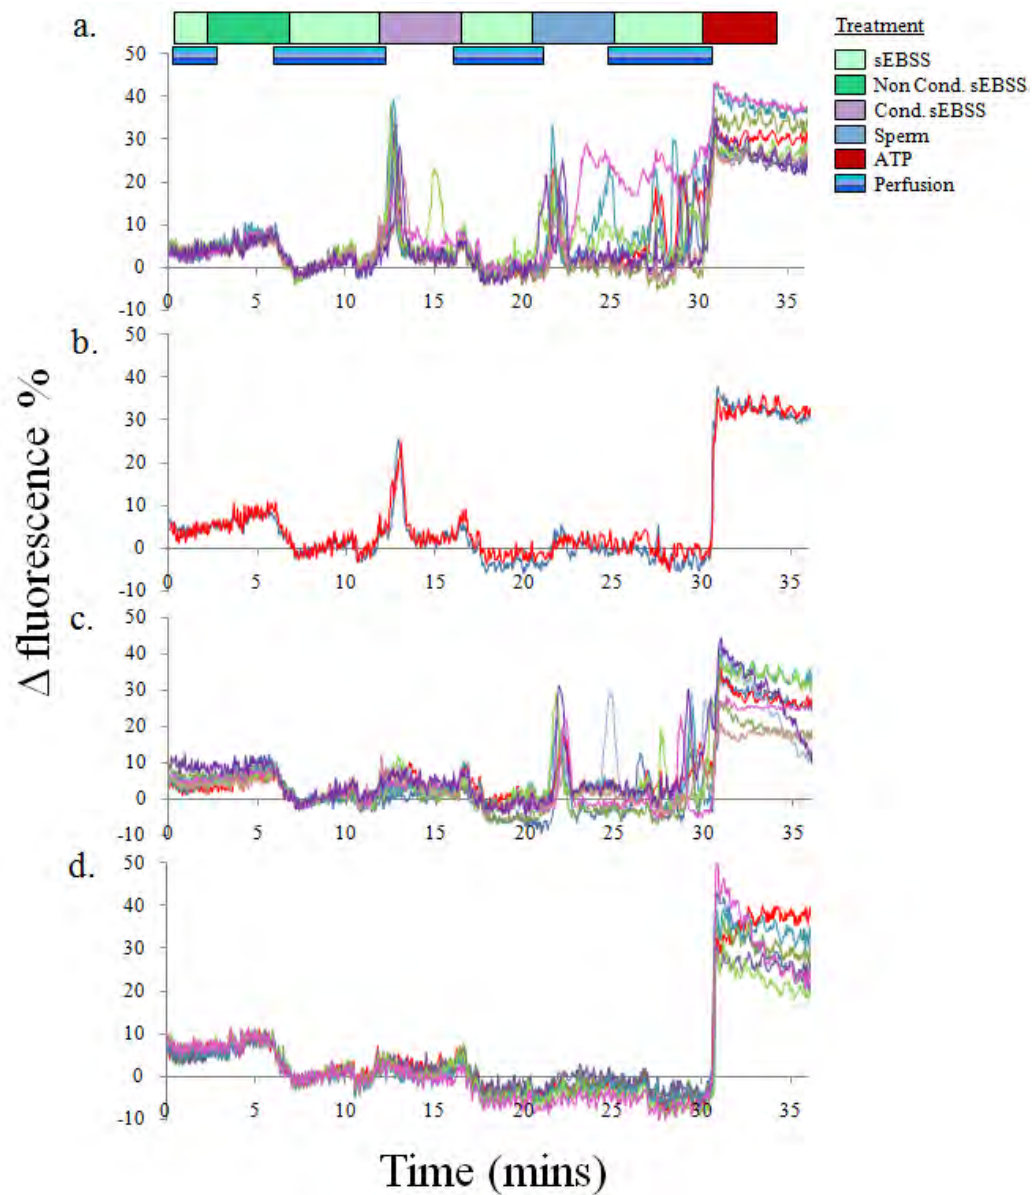 a.
Treatment
sEBSS
Non Cond. sEBSS
Cond. sEBSS
Sperm
ATP
Perfusion
50
40
30
20
10
0
-10
0 5 10 15 20 25 30 35
b.
50
40
30
20
10
0
-10
0 5 10 15 20 25 30 35
c.
50
40
30
20
10
0
-10
0 5 10 15 20 25 30 35
d.
50
40
30
20
10
0
-10
0 5 10 15 20 25 30 35
Δ fluorescence %
Time (mins)